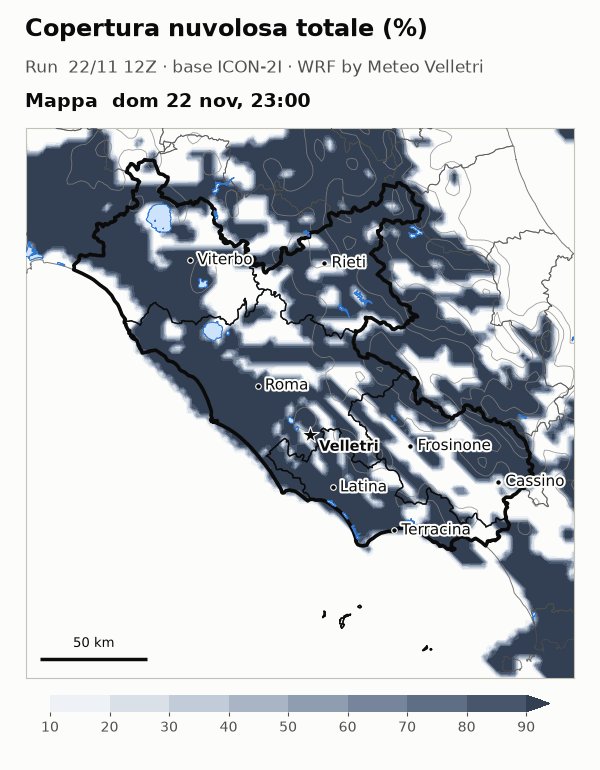 Copertura nuvolosa totale (%)
Run  22/11 12Z · base ICON-2I · WRF by Meteo Velletri
Mappa  dom 22 nov, 23:00
Viterbo
Rieti
Roma
Velletri
Frosinone
Cassino
Latina
Terracina
50 km
10 20 30 40 50 60 70 80 90